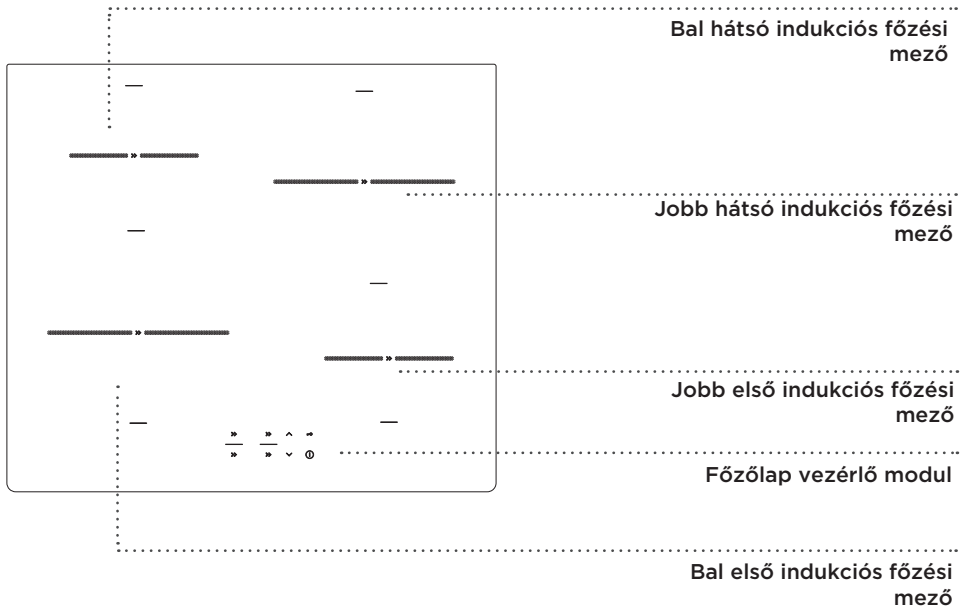 Bal hátsó indukciós főzési
mező
Jobb hátsó indukciós főzési
mező
Jobb első indukciós főzési
mező
Főzőlap vezérlő modul
Bal első indukciós főzési
mező